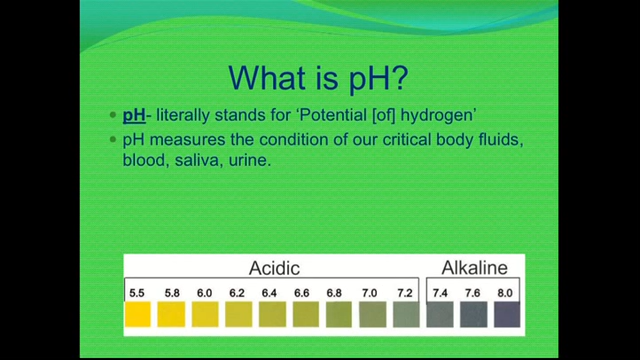 What is pH?
pH- literally stands for ‘Potential [of] hydrogen’
pH measures the condition of our critical body fluids,
blood, saliva, urine.
Acidic Alkaline
5.5 5.8 6.0 6.2 6.4 6.6 6.8 7.0 7.2 7.4 7.6 8.0